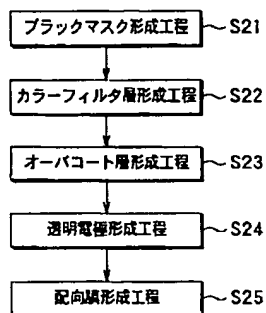 ブラックマスク形成工程 S21
カラーフィルタ層形成工程 S22
オーバコート層形成工程 S23
透明電極形成工程 S24
配向膜形成工程 S25